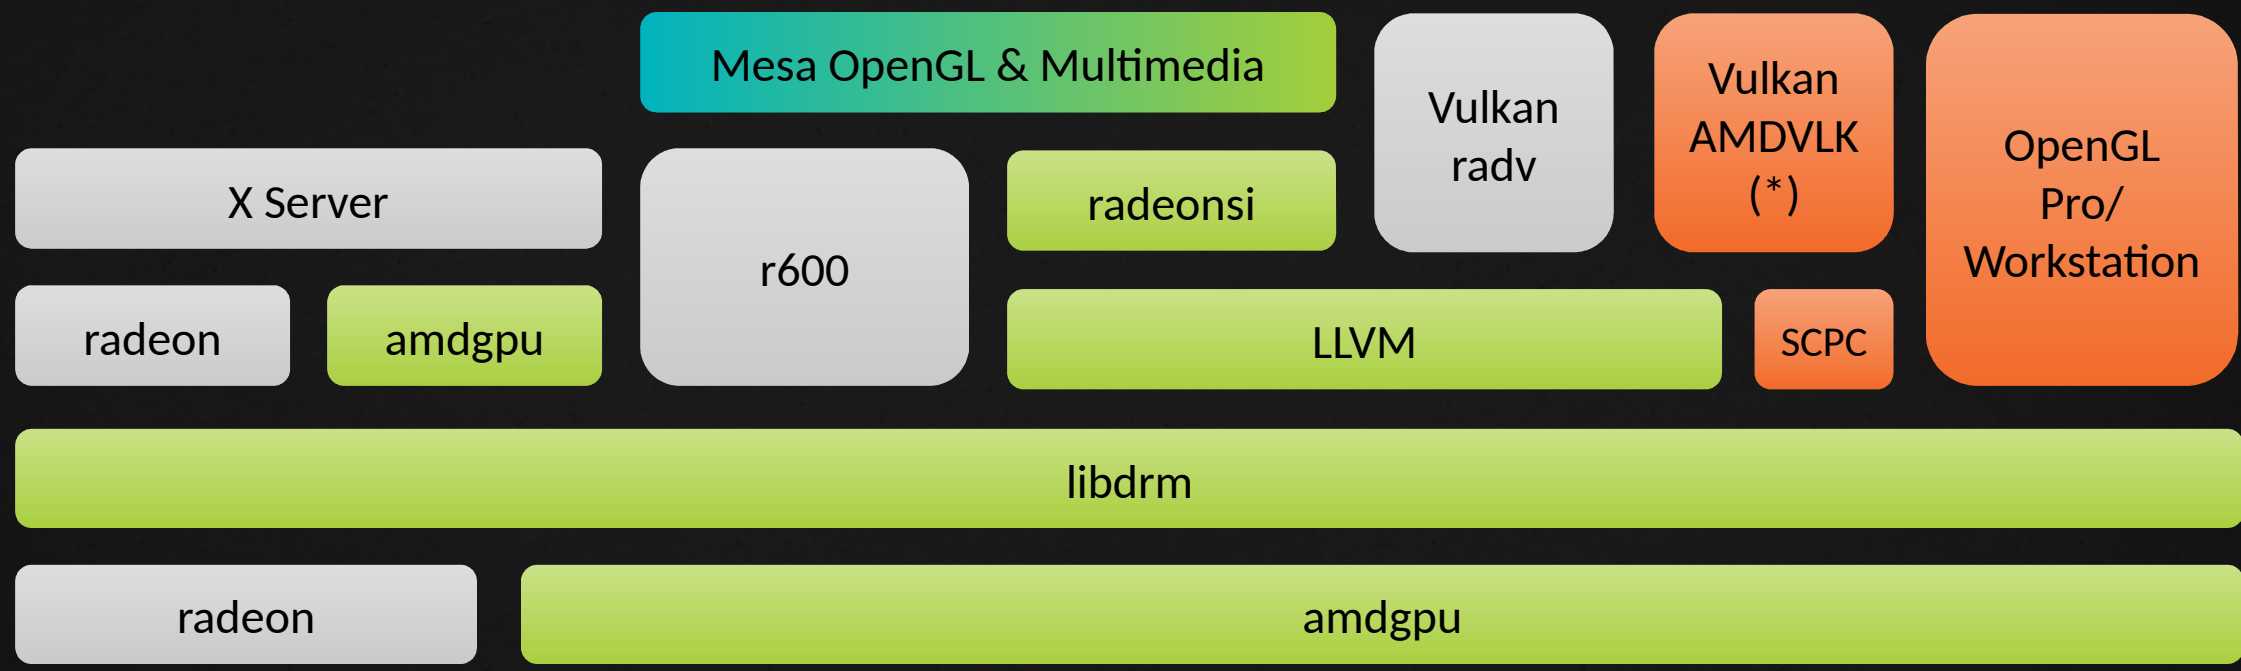 Mesa OpenGL & Multimedia
Vulkan
radv
Vulkan
AMDVLK
(*)
OpenGL
Pro/
Workstation
X Server
r600
radeonsi
radeon
amdgpu
LLVM
SCPC
libdrm
radeon
amdgpu